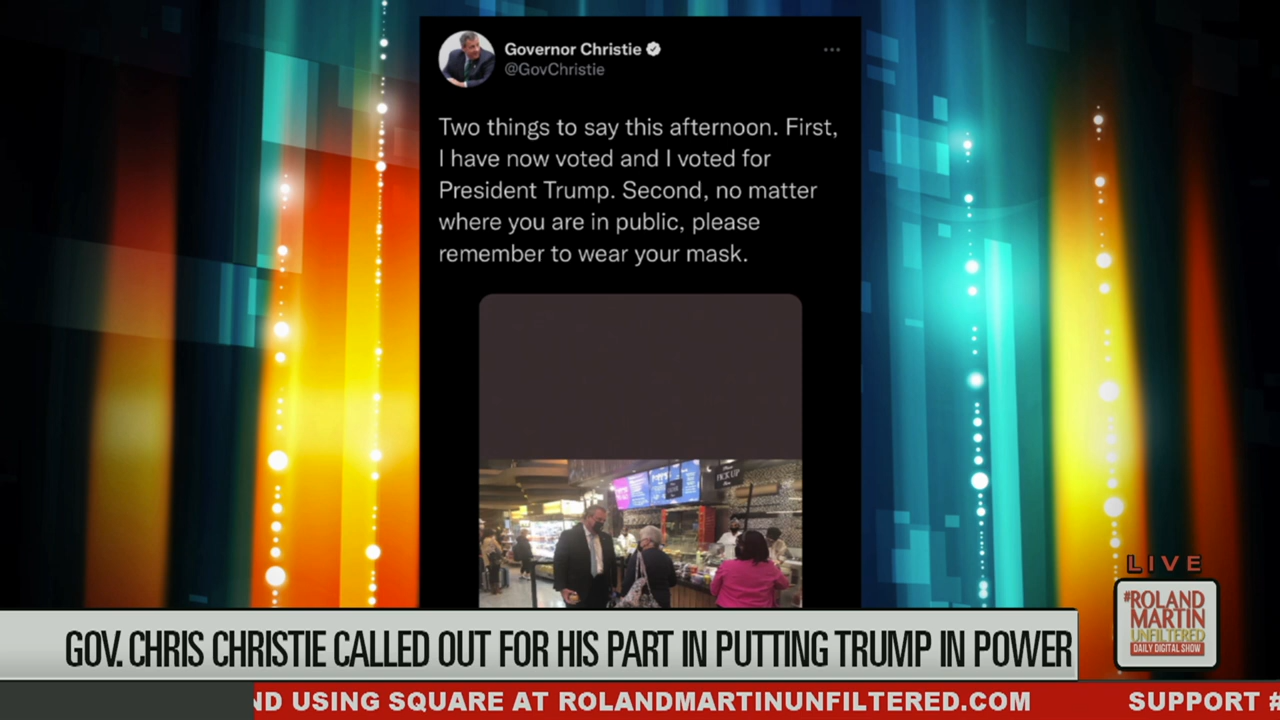 Governor Christie
@GovChristie
Two things to say this afternoon. First,
I have now voted and I voted for
President Trump. Second, no matter
where you are in public, please
remember to wear your mask.
PICK UP
LIVE
#ROLAND
MARTIN
UNFILTERED
DAILY DIGITAL SHOW
GOV. CHRIS CHRISTIE CALLED OUT FOR HIS PART IN PUTTING TRUMP IN POWER
ND USING SQUARE AT ROLANDMARTINUNFILTERED.COM SUPPORT #